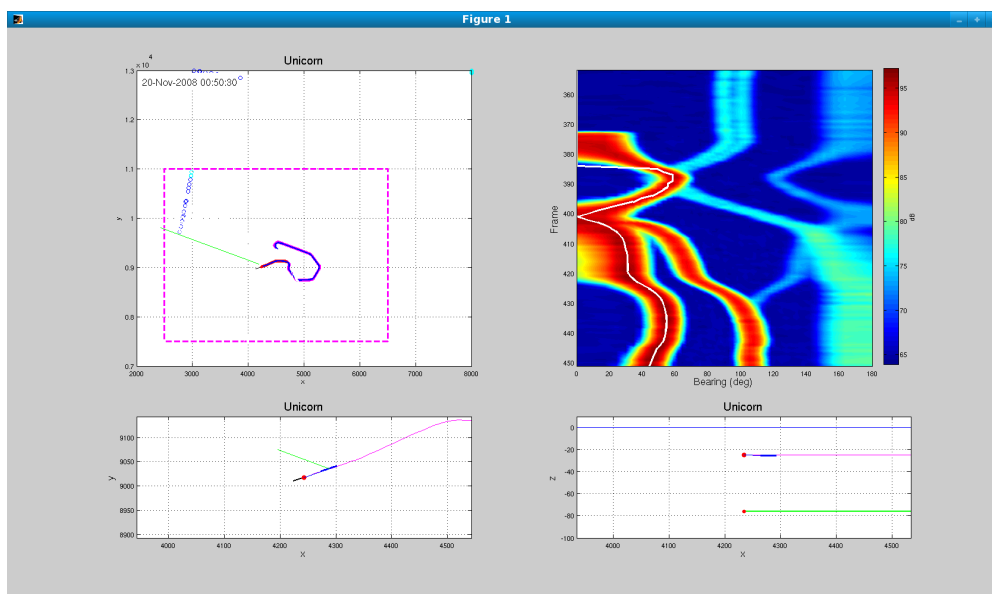 Figure 1
Unicorn
× 10^4
20-Nov-2008 00:50:30
1.3
1.2
1.1
1
0.9
0.8
0.7
y
2000 3000 4000 5000 6000 7000 8000
x
360
370
380
390
400
410
420
430
440
450
Frame
0 20 40 60 80 100 120 140 160 180
Bearing (deg)
95
90
85
80
75
70
65
dB
Unicorn
9100
9050
9000
8950
8900
y
4000 4100 4200 4300 4400 4500
x
Unicorn
0
-20
-40
-60
-80
-100
z
4000 4100 4200 4300 4400 4500
x